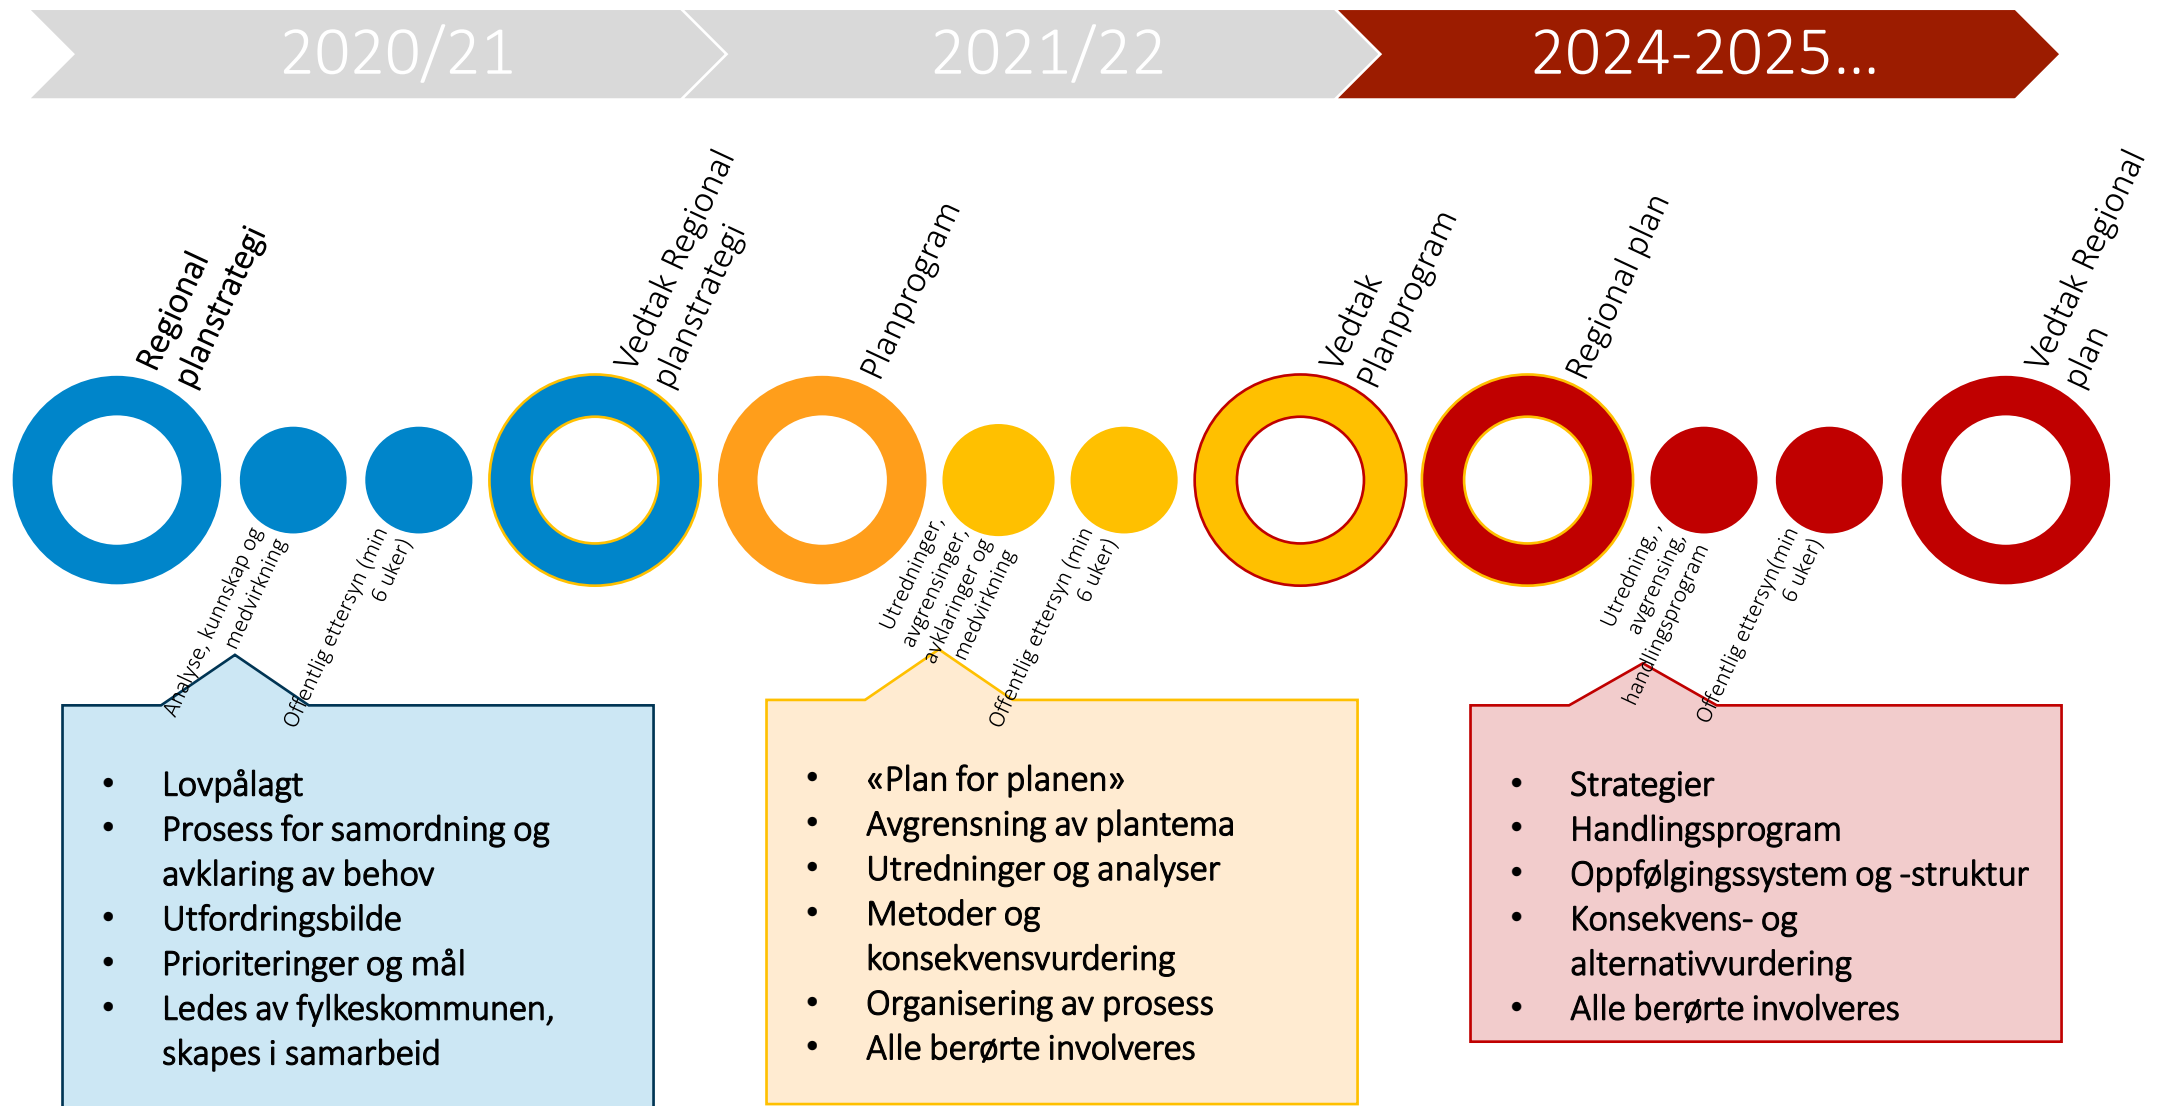 2020/21
2021/22
2024-2025...
Regional
planstrategi
Vedtak Regional
planstrategi
Planprogram
Vedtak
Planprogram
Regional plan
Vedtak Regional
plan
Analyse, kunnskap og
medvirkning
Offentlig ettersyn (min
6 uker)
Utredninger,
avgrensinger,
avklaringer og
medvirkning
Offentlig ettersyn (min
6 uker)
Utredning, ,
avgrensing,
handlingsprogram
Offentlig ettersyn(min
6 uker)
• Lovpålagt
• Prosess for samordning og
avklaring av behov
• Utfordringsbilde
• Prioriteringer og mål
• Ledes av fylkeskommunen,
skapes i samarbeid
• «Plan for planen»
• Avgrensning av plantema
• Utredninger og analyser
• Metoder og
konsekvensvurdering
• Organisering av prosess
• Alle berørte involveres
• Strategier
• Handlingsprogram
• Oppfølgingssystem og -struktur
• Konsekvens- og
alternativvurdering
• Alle berørte involveres